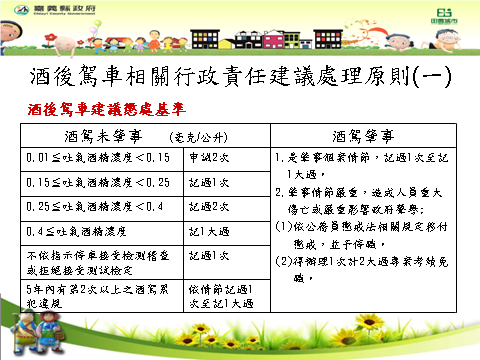 嘉義縣政府
Chiayi County Government
田園城市
酒後駕車相關行政責任建議處理原則(一)
酒後駕車建議懲處基準
酒駕未肇事 (毫克/公升)
酒駕肇事
0.01≦吐氣酒精濃度<0.15
申誡2次
0.15≦吐氣酒精濃度<0.25
記過1次
0.25≦吐氣酒精濃度<0.4
記過2次
0.4≦吐氣酒精濃度
記1大過
不依指示停車接受檢測稽查
或拒絕接受測試檢定
記過1次
5年內有第2次以上之酒駕累
犯違規
依情節記過1
次至記1大過
1.是肇事個案情節,記過1次至記
1大過。
2.肇事情節嚴重,造成人員重大
傷亡或嚴重影響政府聲譽:
(1)依公務員懲戒法相關規定移付
懲戒,並予停職。
(2)得辦理1次計2大過專案考績免
職。